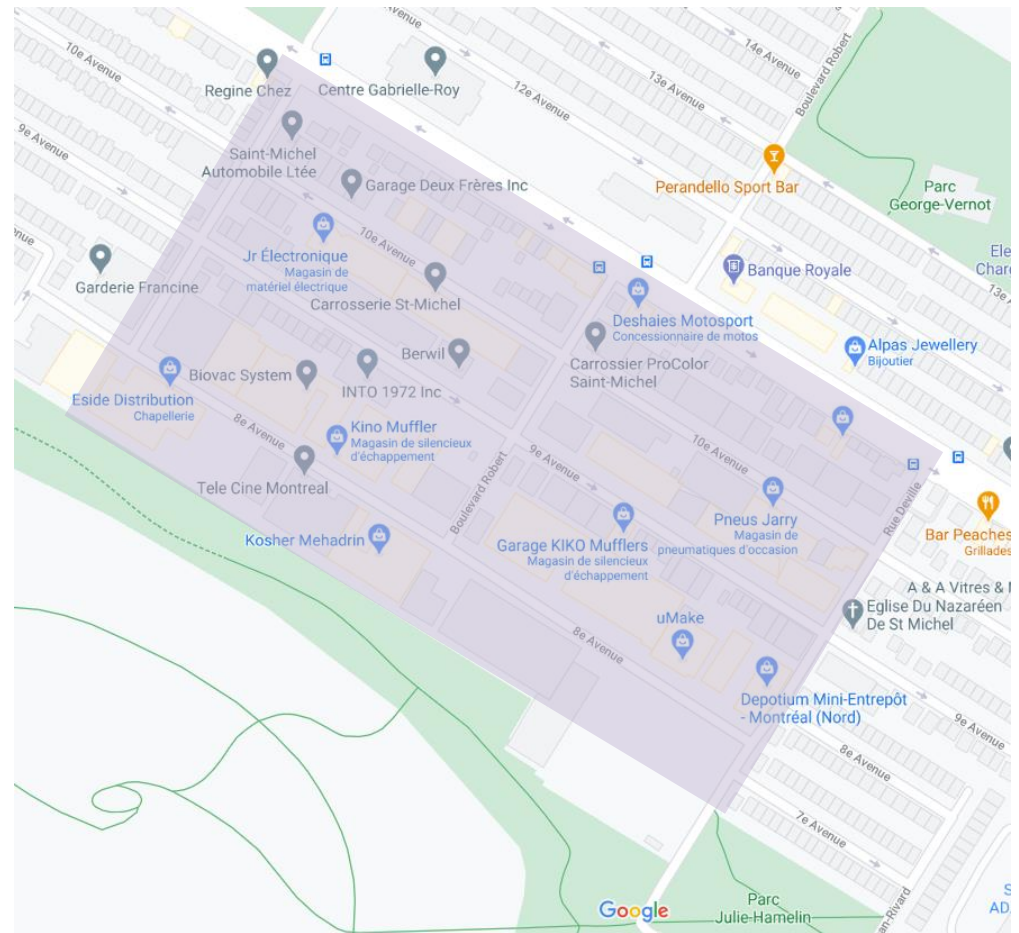 14e Avenue
10e Avenue
Boulevard Robert
Regine Chez
Centre Gabrielle-Roy
12e Avenue
13e Avenue
9e Avenue
Saint-Michel
Automobile Ltée
Garage Deux Frères Inc
Perandello Sport Bar
Parc
George-Vernot
10e Avenue
Jr Électronique
Magasin de
matériel électrique
Garderie Francine
Carrosserie St-Michel
Banque Royale
Ele
Charg
13e A
Deshaies Motosport
Concessionnaire de motos
Alpas Jewellery
Bijoutier
Berwil
Carrossier ProColor
Saint-Michel
Biovac System
INTO 1972 Inc
Eside Distribution
Chapellerie
8e Avenue
Kino Muffler
Magasin de silencieux
d'échappement
9e Avenue
10e Avenue
Tele Cine Montreal
Boulevard Robert
Rue Deville
Kosher Mehadrin
Garage KIKO Mufflers
Magasin de silencieux
d'échappement
Pneus Jarry
Magasin de
pneumatiques d'occasion
Bar Peaches
Grillades
A & A Vitres &
Eglise Du Nazaréen
De St Michel
uMake
8e Avenue
Depotium Mini-Entrepôt
- Montréal (Nord)
9e Avenue
8e Avenue
7e Avenue
Google
Parc
Julie-Hamelin
an-Rivard
S
AD